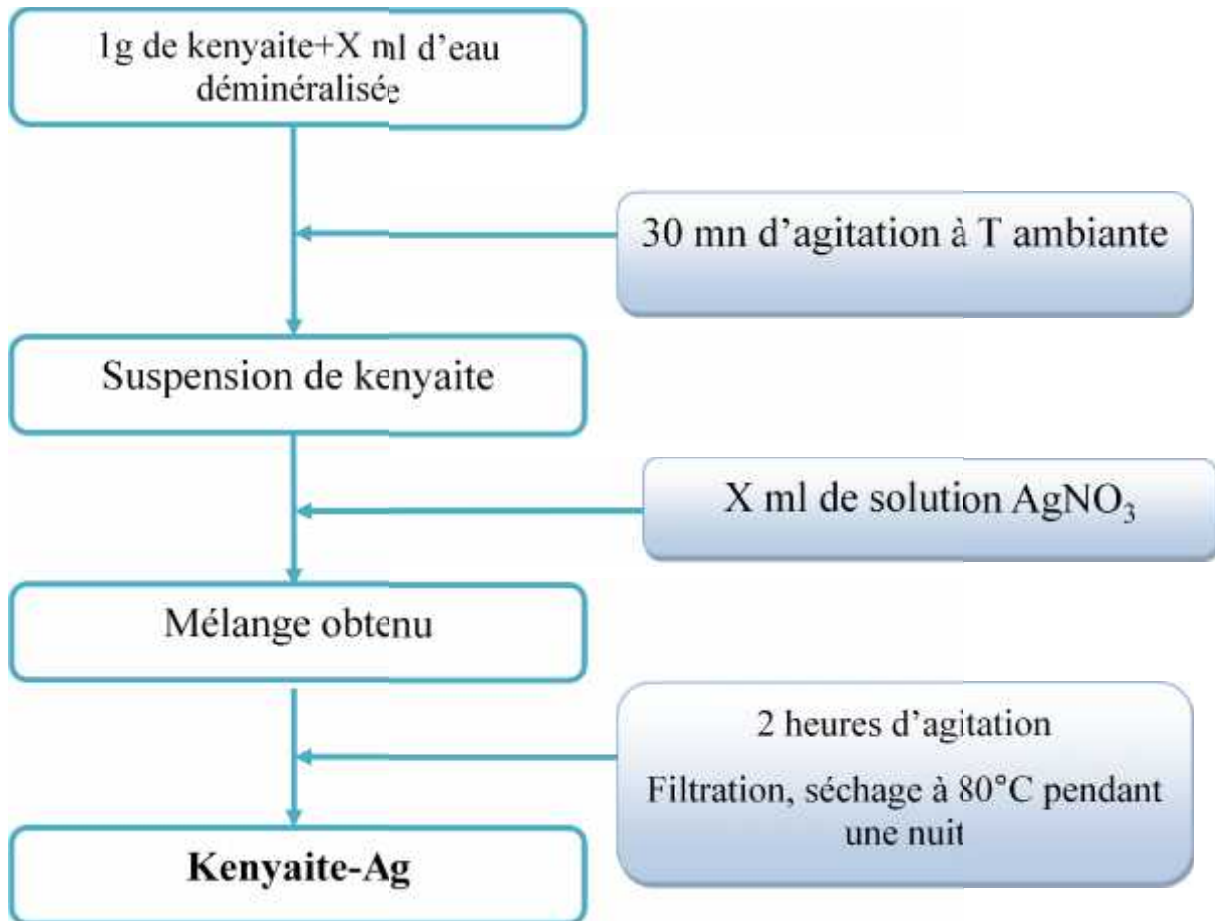 1g de kenyaite+X ml d’eau
déminéralisée
30 mn d’agitation à T ambiante
Suspension de kenyaite
X ml de solution AgNO₃
Mélange obtenu
2 heures d’agitation
Filtration, séchage à 80°C pendant
une nuit
Kenyaite-Ag